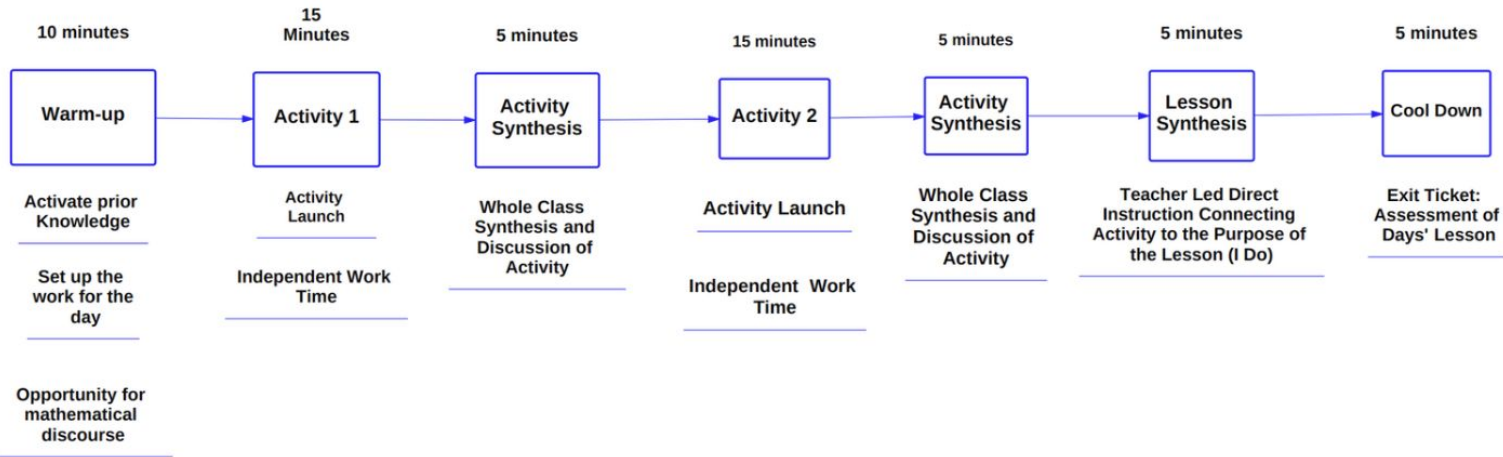 10 minutes
15
Minutes
5 minutes
15 minutes
5 minutes
5 minutes
5 minutes
Warm-up
Activity 1
Activity
Synthesis
Activity 2
Activity
Synthesis
Lesson
Synthesis
Cool Down
Activate prior
Knowledge
Set up the
work for the
day
Opportunity for
mathematical
discourse
Activity
Launch
Independent Work
Time
Whole Class
Synthesis and
Discussion of
Activity
Activity Launch
Independent Work
Time
Whole Class
Synthesis and
Discussion of
Activity
Teacher Led Direct
Instruction Connecting
Activity to the Purpose of
the Lesson (I Do)
Exit Ticket:
Assessment of
Days' Lesson